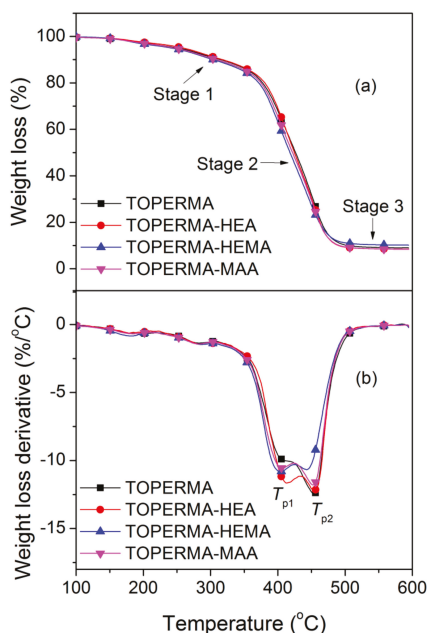 100
80
60
40
20
0
Weight loss (%)
(a)
Stage 1
Stage 2
Stage 3
TOPERMA
TOPERMA-HEA
TOPERMA-HEMA
TOPERMA-MAA
0
-5
-10
-15
Weight loss derivative (%/°C)
(b)
Tp1
Tp2
TOPERMA
TOPERMA-HEA
TOPERMA-HEMA
TOPERMA-MAA
100 200 300 400 500 600
Temperature (°C)